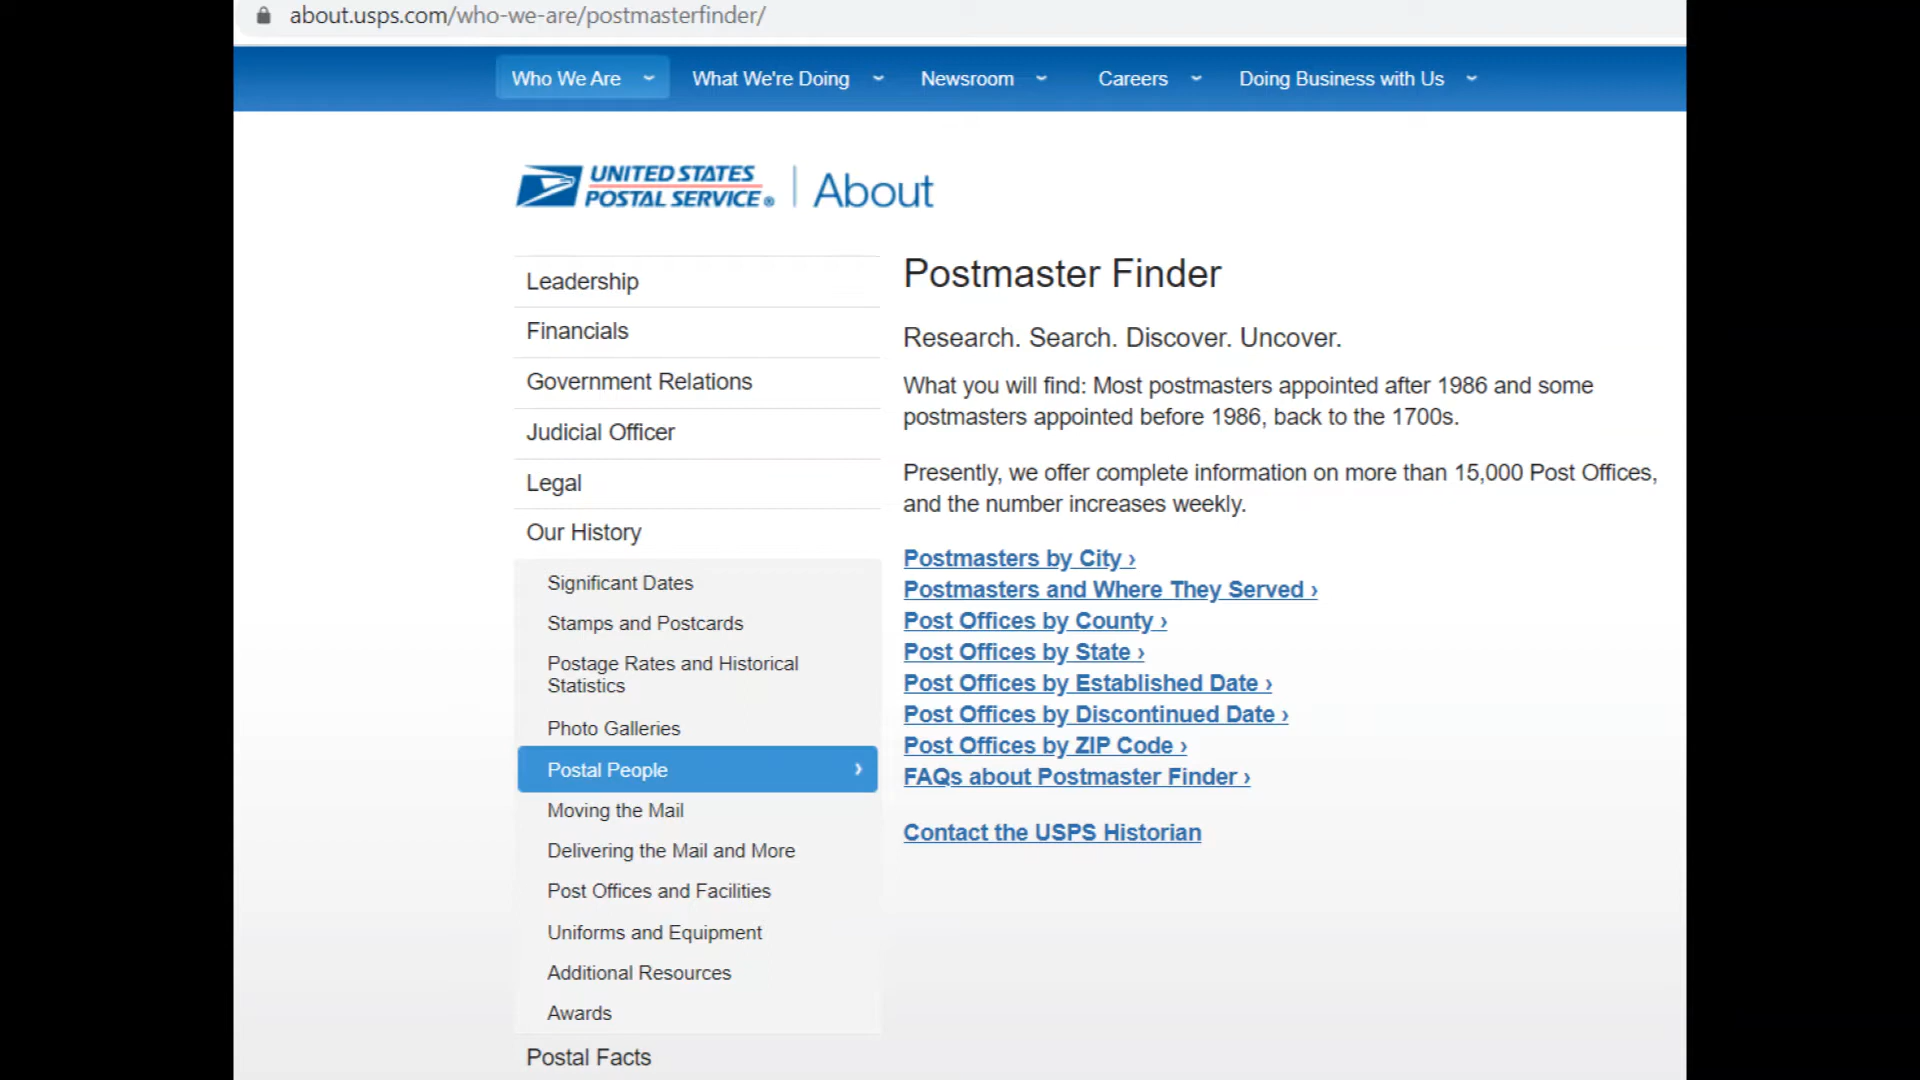 about.usps.com/who-we-are/postmasterfinder/
Who We Are What We're Doing Newsroom Careers Doing Business with Us
UNITED STATES
POSTAL SERVICE® | About
Leadership
Financials
Government Relations
Judicial Officer
Legal
Our History
Significant Dates
Stamps and Postcards
Postage Rates and Historical
Statistics
Photo Galleries
Postal People ›
Moving the Mail
Delivering the Mail and More
Post Offices and Facilities
Uniforms and Equipment
Additional Resources
Awards
Postal Facts
Postmaster Finder
Research. Search. Discover. Uncover.
What you will find: Most postmasters appointed after 1986 and some
postmasters appointed before 1986, back to the 1700s.
Presently, we offer complete information on more than 15,000 Post Offices,
and the number increases weekly.
Postmasters by City ›
Postmasters and Where They Served ›
Post Offices by County ›
Post Offices by State ›
Post Offices by Established Date ›
Post Offices by Discontinued Date ›
Post Offices by ZIP Code ›
FAQs about Postmaster Finder ›
Contact the USPS Historian